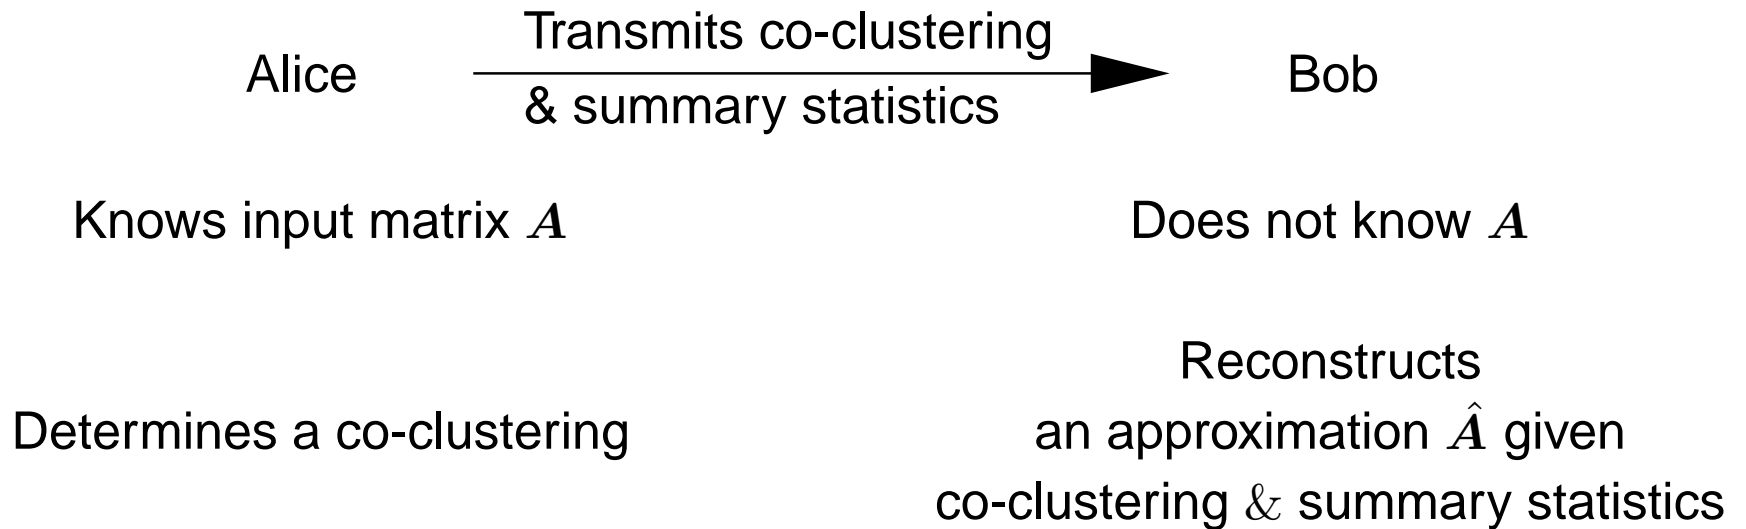 Transmits co-clustering
Alice
Bob
& summary statistics
Knows input matrix A
Does not know A
Reconstructs
Determines a co-clustering
an approximation Â given
co-clustering & summary statistics